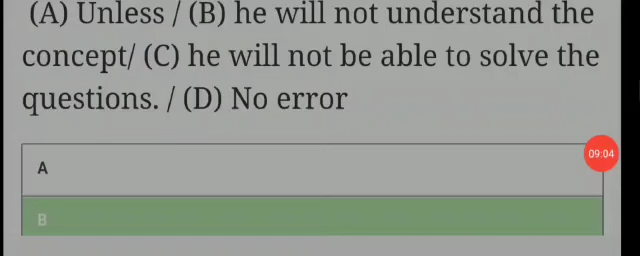 (A) Unless / (B) he will not understand the
concept/ (C) he will not be able to solve the
questions. / (D) No error
09:04
A
B